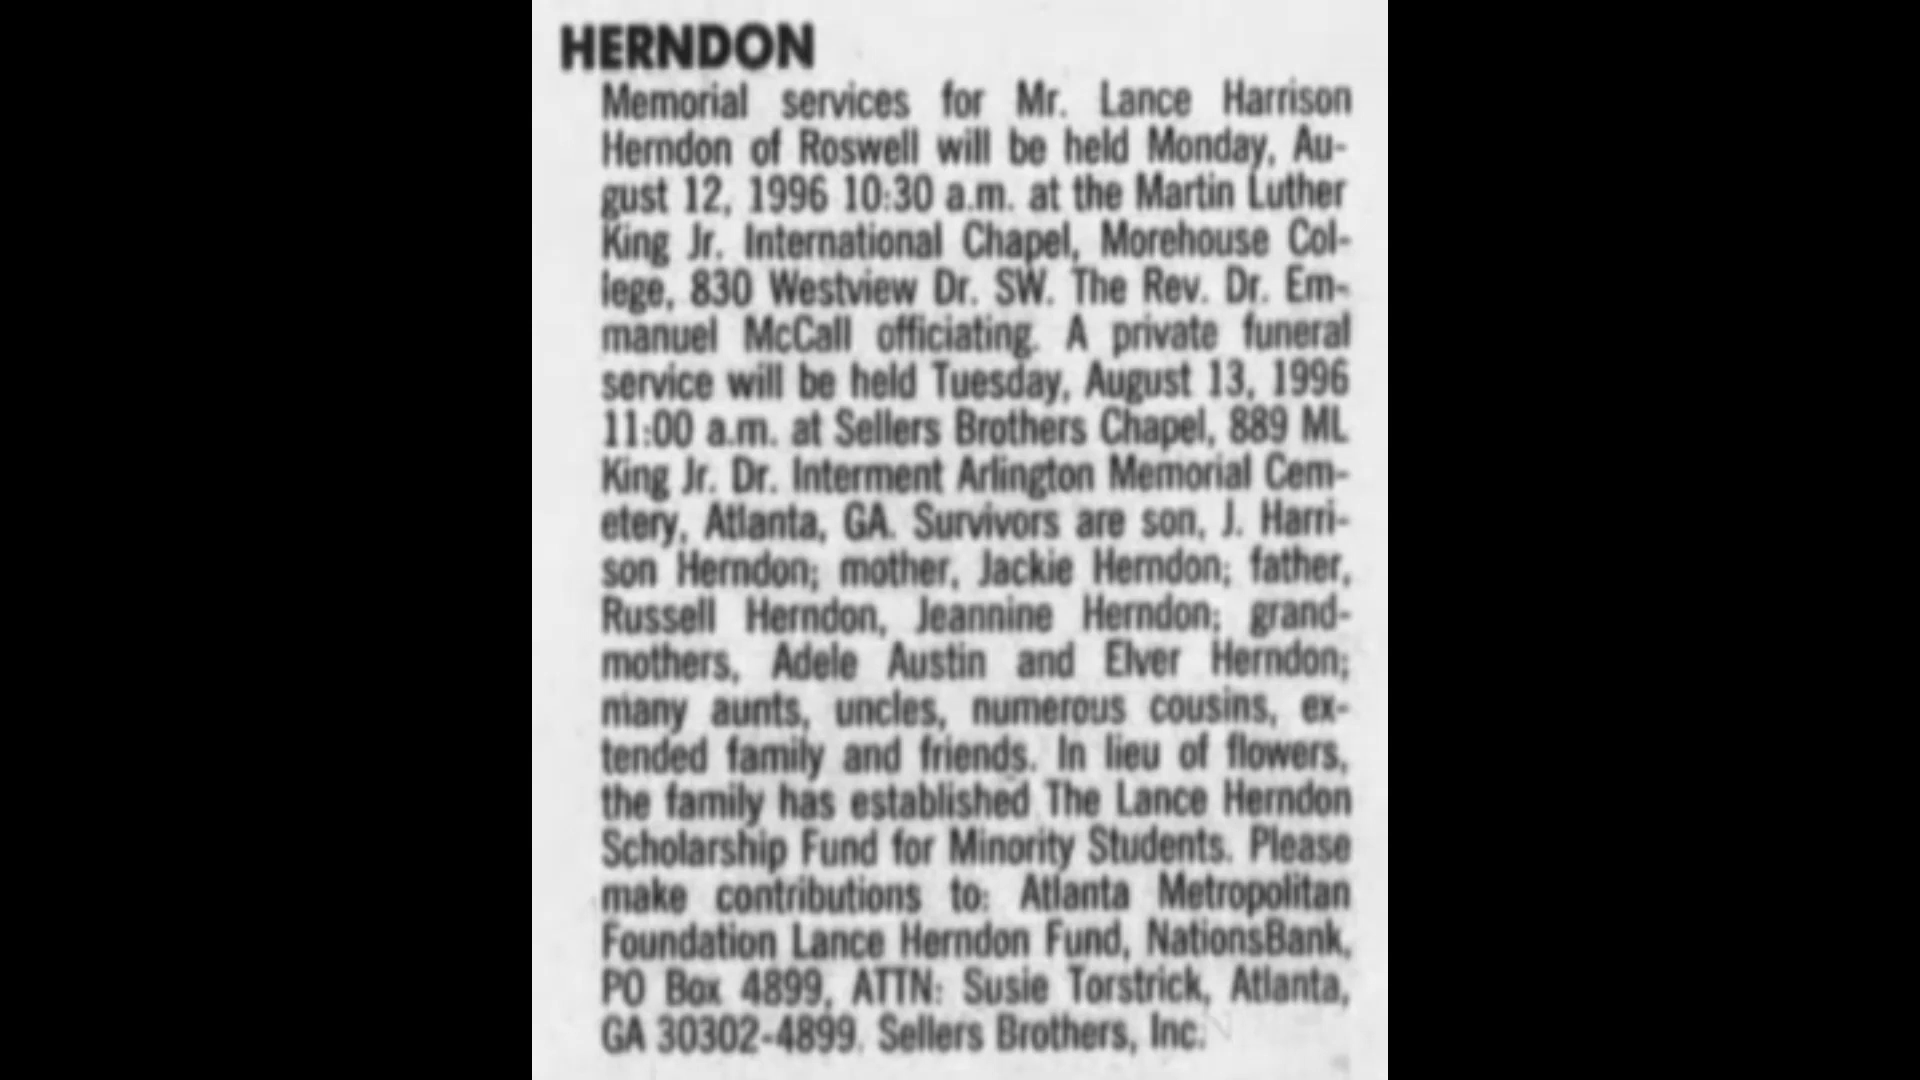 HERNDON
Memorial services for Mr. Lance Harrison
Herndon of Roswell will be held Monday, Au-
gust 12, 1996 10:30 a.m. at the Martin Luther
King Jr. International Chapel, Morehouse Col-
lege, 830 Westview Dr. SW. The Rev. Dr. Em-
manuel McCall officiating. A private funeral
service will be held Tuesday, August 13, 1996
11:00 a.m. at Sellers Brothers Chapel, 889 ML
King Jr. Dr. Interment Arlington Memorial Cem-
etery, Atlanta, GA. Survivors are son, J. Harri-
son Herndon; mother, Jackie Herndon; father,
Russell Herndon, Jeannine Herndon; grand-
mothers, Adele Austin and Elver Herndon;
many aunts, uncles, numerous cousins, ex-
tended family and friends. In lieu of flowers,
the family has established The Lance Herndon
Scholarship Fund for Minority Students. Please
make contributions to: Atlanta Metropolitan
Foundation Lance Herndon Fund, NationsBank,
PO Box 4899, ATTN: Susie Torstrick, Atlanta,
GA 30302-4899. Sellers Brothers, Inc.